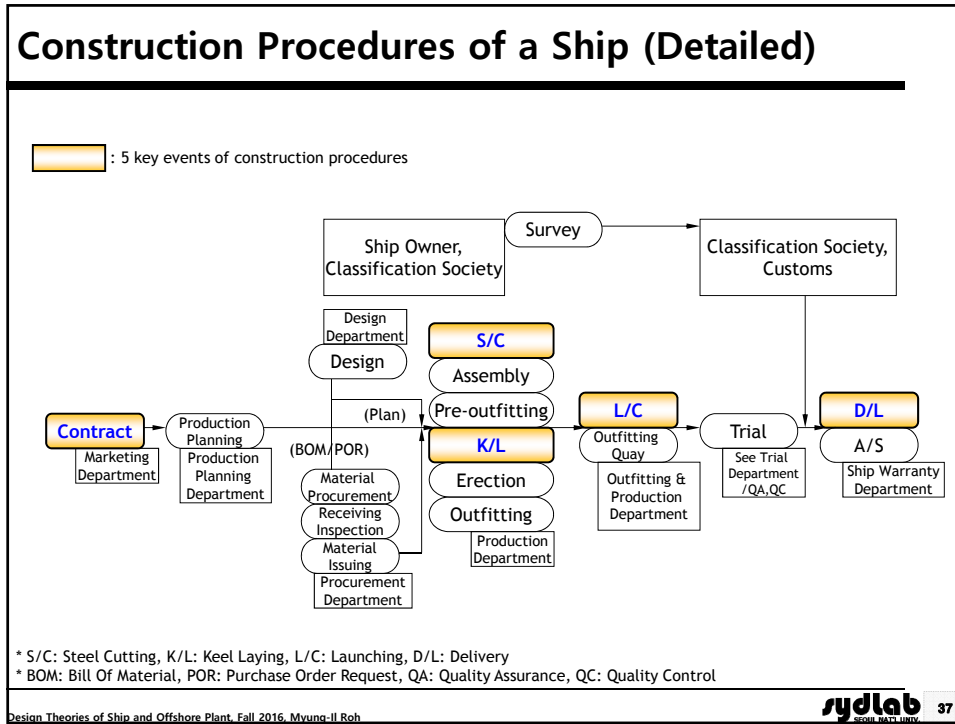 Construction Procedures of a Ship (Detailed)
: 5 key events of construction procedures
Survey
Ship Owner,
Classification Society
Classification Society,
Customs
Design
Department
Design
S/C
Assembly
Pre-outfitting
(Plan)
(BOM/POR)
Contract
Marketing
Department
Production
Planning
Production
Planning
Department
Material
Procurement
Receiving
Inspection
Material
Issuing
Procurement
Department
K/L
Erection
Outfitting
Production
Department
L/C
Outfitting
Quay
Outfitting &
Production
Department
Trial
See Trial
Department
/QA,QC
D/L
A/S
Ship Warranty
Department
* S/C: Steel Cutting, K/L: Keel Laying, L/C: Launching, D/L: Delivery
* BOM: Bill Of Material, POR: Purchase Order Request, QA: Quality Assurance, QC: Quality Control
Design Theories of Ship and Offshore Plant, Fall 2016, Myung-Il Roh
sydlab
SEOUL NAT'L UNIV.
37